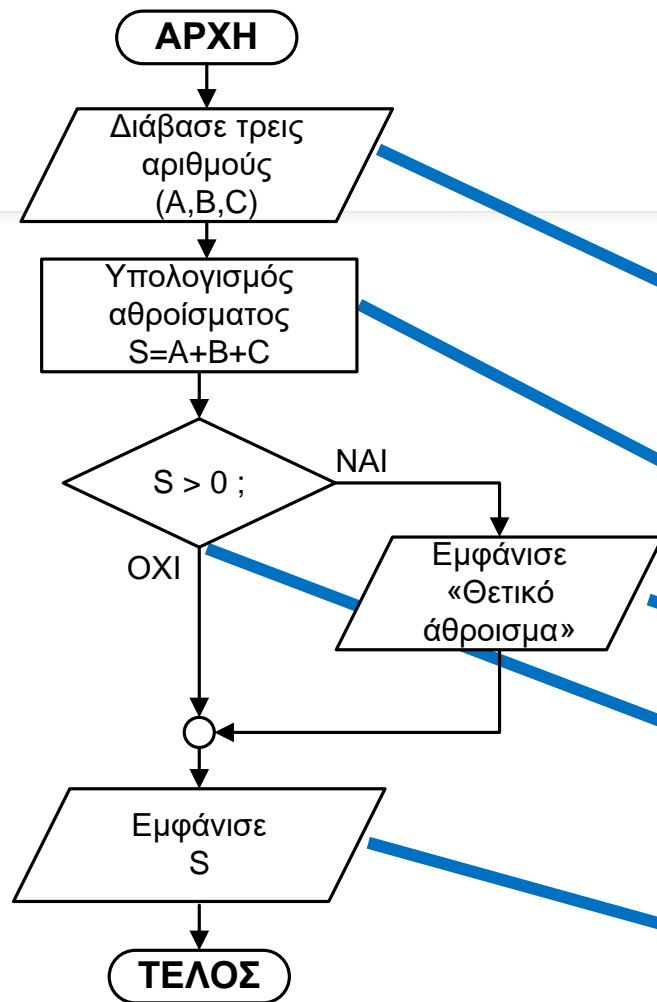 ΑΡΧΗ
Διάβασε τρεις
αριθμούς
(A,B,C)
Υπολογισμός
αθροίσματος
S=A+B+C
S > 0 ;
ΝΑΙ
ΟΧΙ
Εμφάνισε
«Θετικό
άθροισμα»
Εμφάνισε
S
ΤΕΛΟΣ